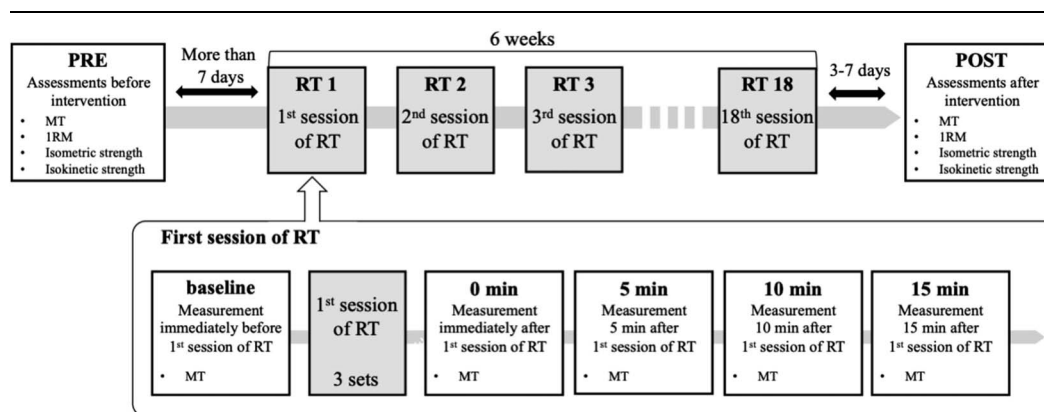 6 weeks
PRE
Assessments before
intervention
• MT
• 1RM
• Isometric strength
• Isokinetic strength
More than
7 days
RT 1
1st session
of RT
RT 2
2nd session
of RT
RT 3
3rd session
of RT
RT 18
18th session
of RT
3-7 days
POST
Assessments after
intervention
• MT
• 1RM
• Isometric strength
• Isokinetic strength
First session of RT
baseline
Measurement
immediately before
1st session of RT
• MT
1st session
of RT
3 sets
0 min
Measurement
immediately after
1st session of RT
• MT
5 min
Measurement
5 min after
1st session of RT
• MT
10 min
Measurement
10 min after
1st session of RT
• MT
15 min
Measurement
15 min after
1st session of RT
• MT